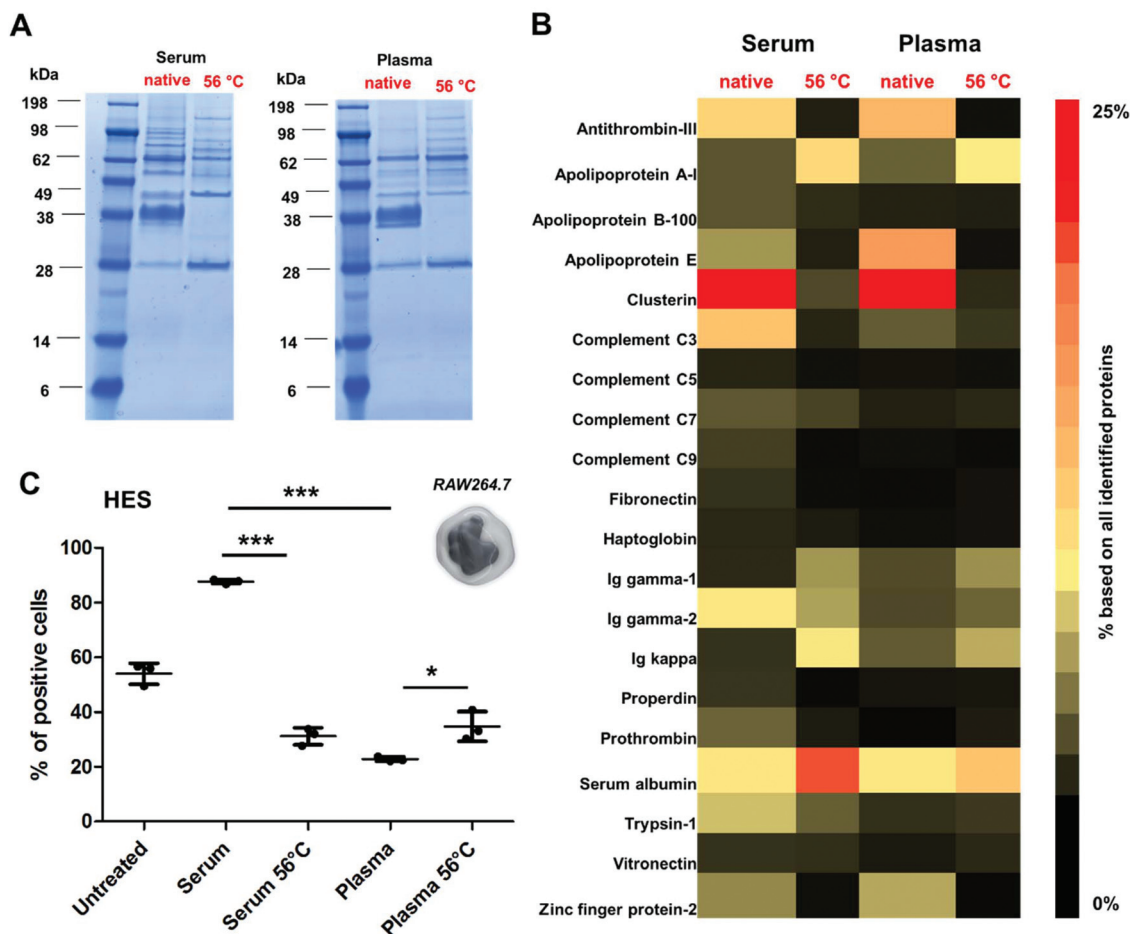 A
Serum
kDa
native
56 °C
198
98
62
49
38
28
14
6
Plasma
kDa
native
56 °C
198
98
62
49
38
28
14
6
B
Serum
Plasma
native
56 °C
native
56 °C
Antithrombin-III
Apolipoprotein A-I
Apolipoprotein B-100
Apolipoprotein E
Clusterin
Complement C3
Complement C5
Complement C7
Complement C9
Fibronectin
Haptoglobin
Ig gamma-1
Ig gamma-2
Ig kappa
Properdin
Prothrombin
Serum albumin
Trypsin-1
Vitronectin
Zinc finger protein-2
25%
% based on all identified proteins
0%
C
HES
RAW264.7
***
***
*
% of positive cells
100
80
60
40
20
0
Untreated
Serum
Serum 56°C
Plasma
Plasma 56°C